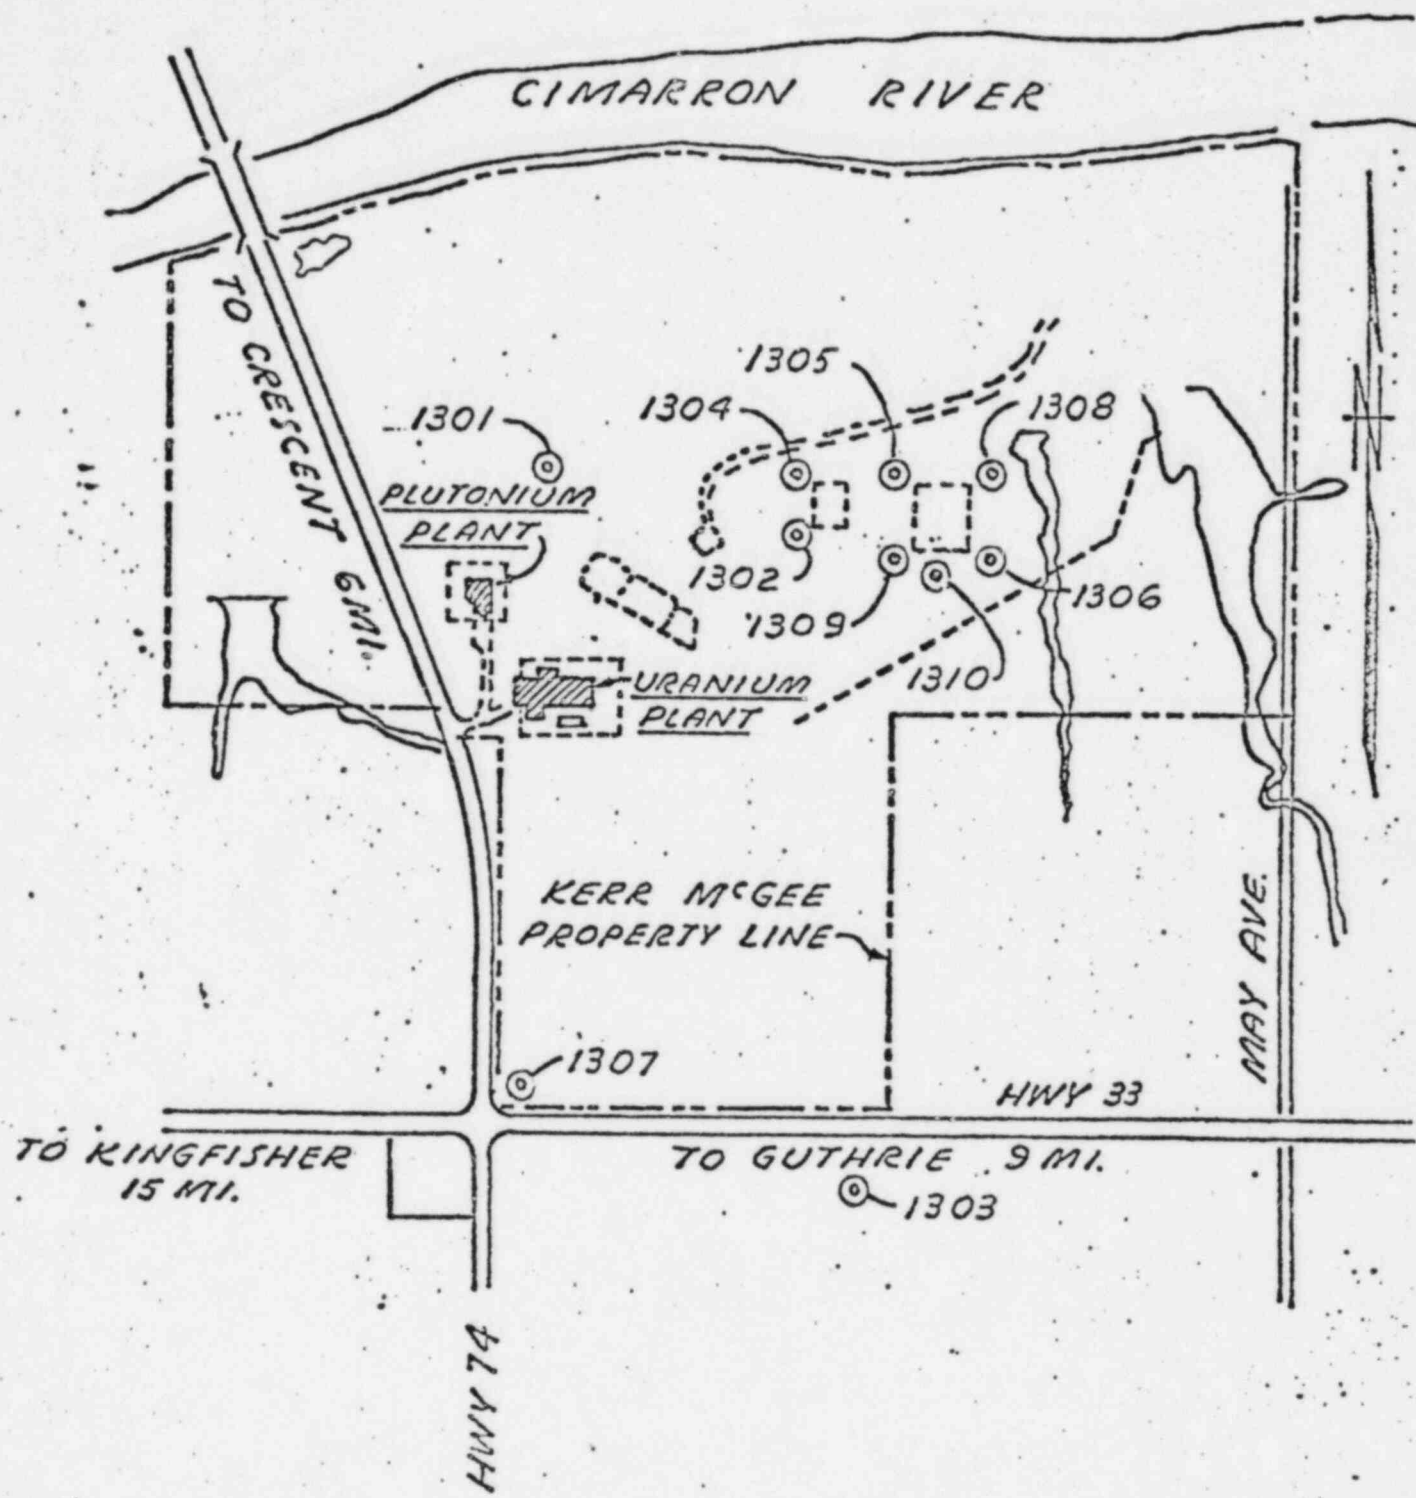 CIMARRON RIVER
TO CRESCENT 6 MI.
1305
1304
1308
1301
PLUTONIUM
PLANT
1302
1306
1309
1310
URANIUM
PLANT
KERR McGEE
PROPERTY LINE
MAY AVE.
1307
HWY 33
TO KINGFISHER
15 MI.
TO GUTHRIE 9 MI.
1303
HWY 74
N